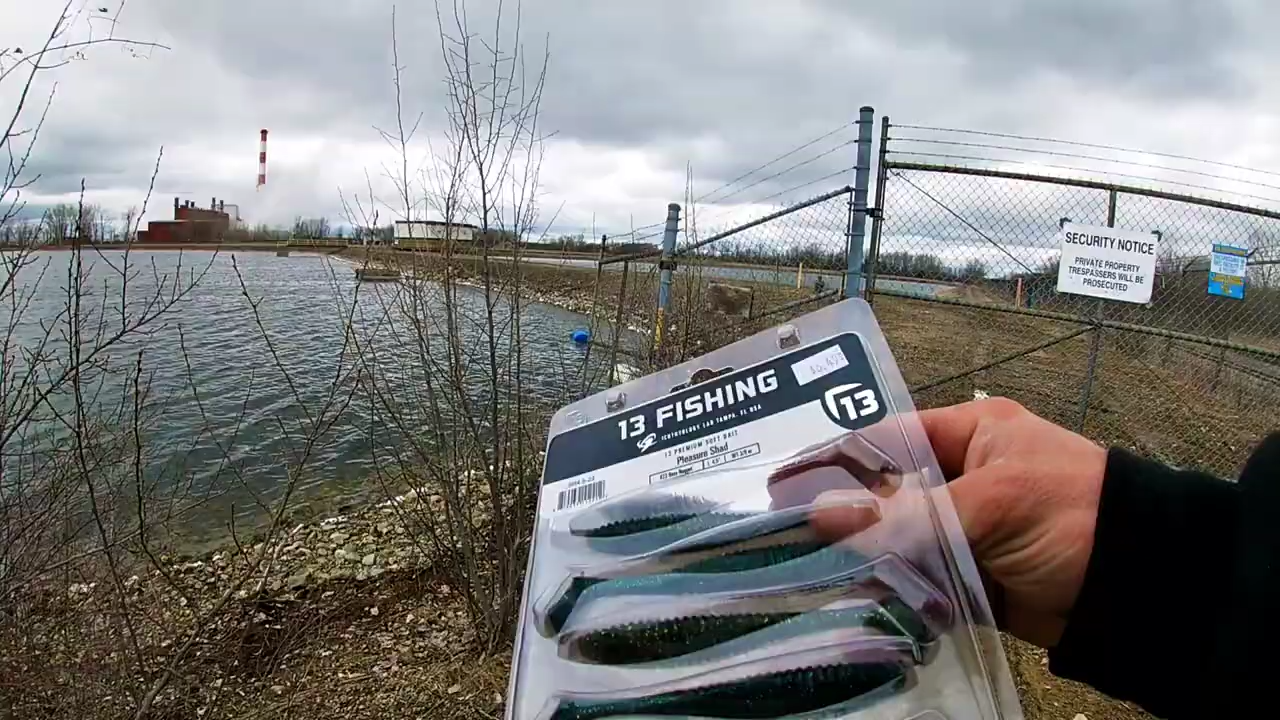 SECURITY NOTICE
PRIVATE PROPERTY
TRESPASSERS WILL BE
PROSECUTED
13 FISHING
ICHTHYOLOGY LAB TAMPA, FL USA
13
13 PREMIUM SOFT BAIT
Pleasure Shad